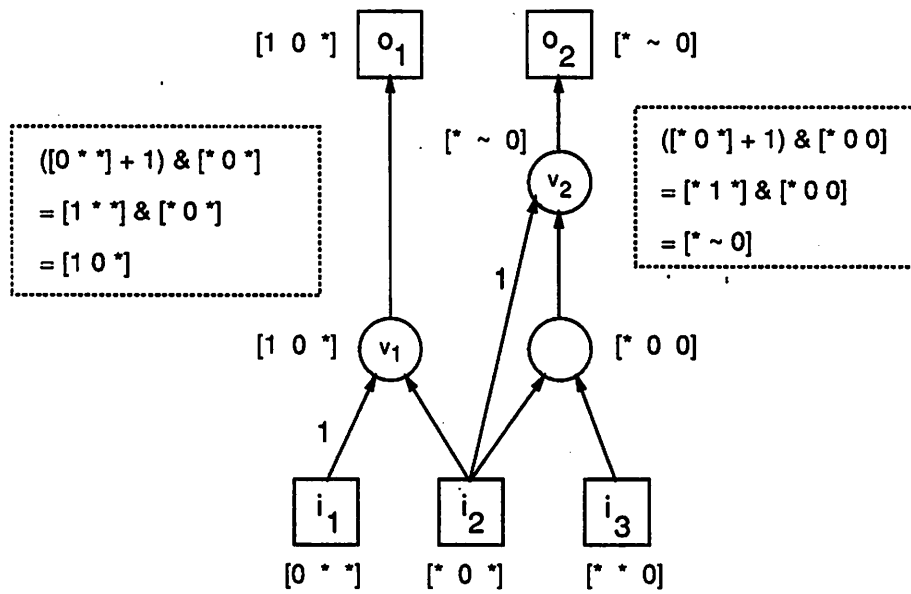 [1 0 *] o1 o2 [* ~ 0]
([0 * *] + 1) & [* 0 *]
= [1 * *] & [* 0 *]
= [1 0 *]
[* ~ 0]
v2
([* 0 *] + 1) & [* 0 0]
= [* 1 *] & [* 0 0]
= [* ~ 0]
1
[1 0 *] v1 [* 0 0]
1
i1 i2 i3
[0 * *] [* 0 *] [* * 0]